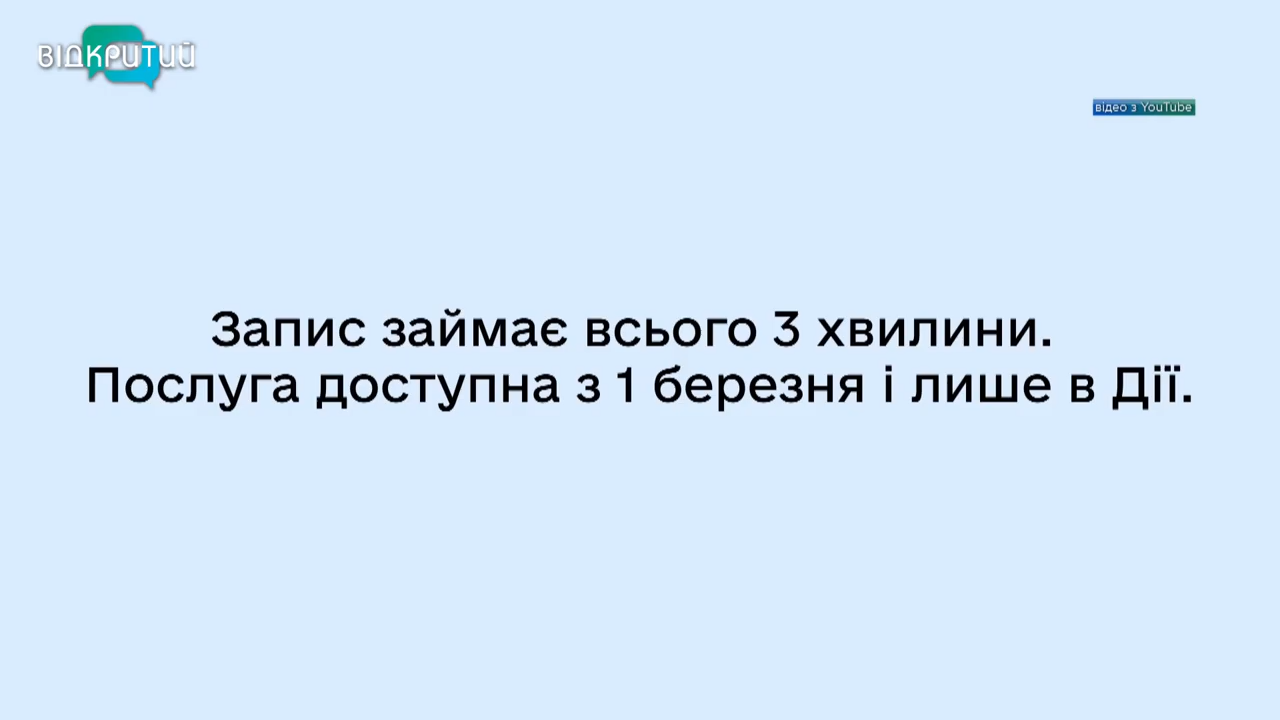 ВІДКРИТИЙ
відео з YouTube
Запис займає всього 3 хвилини.
Послуга доступна з 1 березня і лише в Дії.